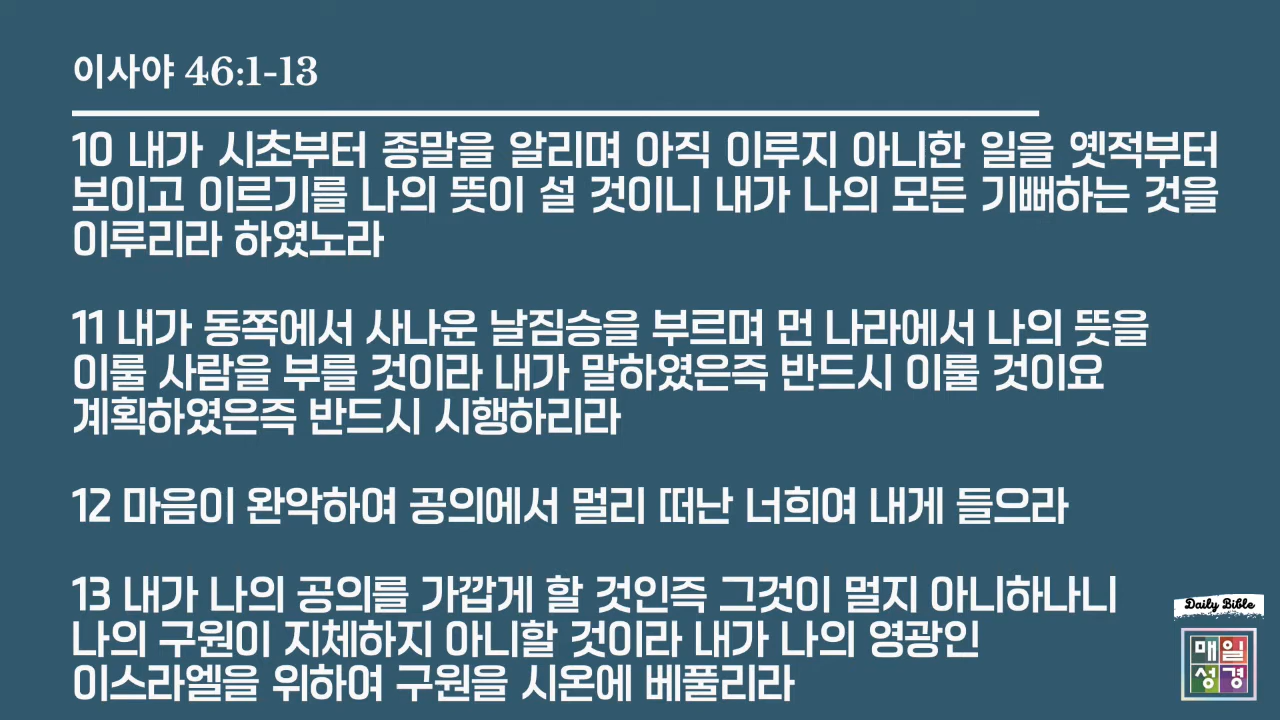 이사야 46:1-13
10 내가 시초부터 종말을 알리며 아직 이루지 아니한 일을 옛적부터
보이고 이르기를 나의 뜻이 설 것이니 내가 나의 모든 기뻐하는 것을
이루리라 하였노라
11 내가 동쪽에서 사나운 날짐승을 부르며 먼 나라에서 나의 뜻을
이룰 사람을 부를 것이라 내가 말하였은즉 반드시 이룰 것이요
계획하였은즉 반드시 시행하리라
12 마음이 완악하여 공의에서 멀리 떠난 너희여 내게 들으라
13 내가 나의 공의를 가깝게 할 것인즉 그것이 멀지 아니하나니
나의 구원이 지체하지 아니할 것이라 내가 나의 영광인
이스라엘을 위하여 구원을 시온에 베풀리라
Daily Bible
매일
성경